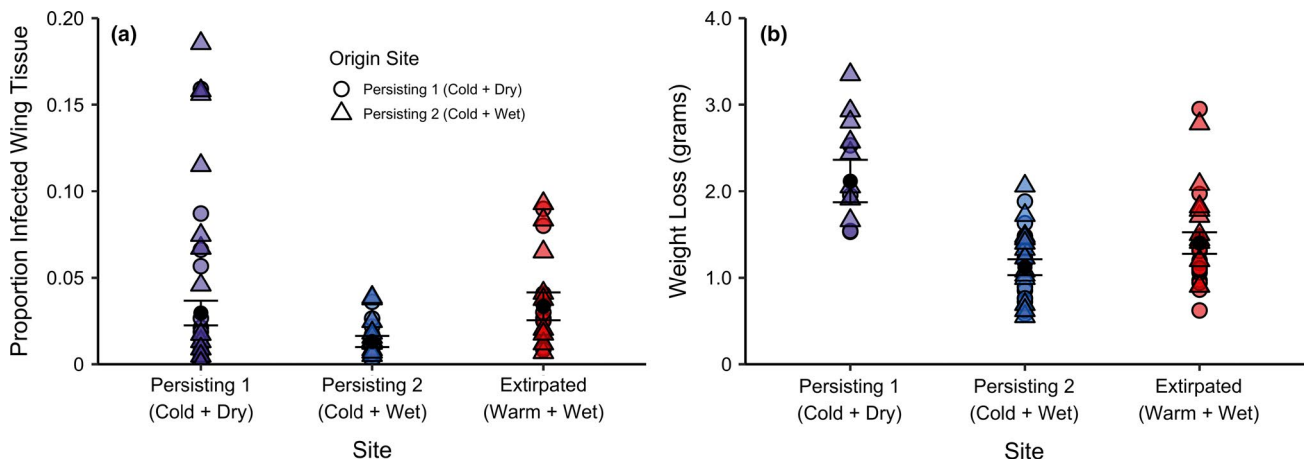 (a)
Proportion Infected Wing Tissue
0.20
0.15
0.10
0.05
0
Origin Site
Persisting 1 (Cold + Dry)
Persisting 2 (Cold + Wet)
Persisting 1
(Cold + Dry)
Persisting 2
(Cold + Wet)
Extirpated
(Warm + Wet)
Site
(b)
Weight Loss (grams)
4.0
3.0
2.0
1.0
0
Persisting 1
(Cold + Dry)
Persisting 2
(Cold + Wet)
Extirpated
(Warm + Wet)
Site